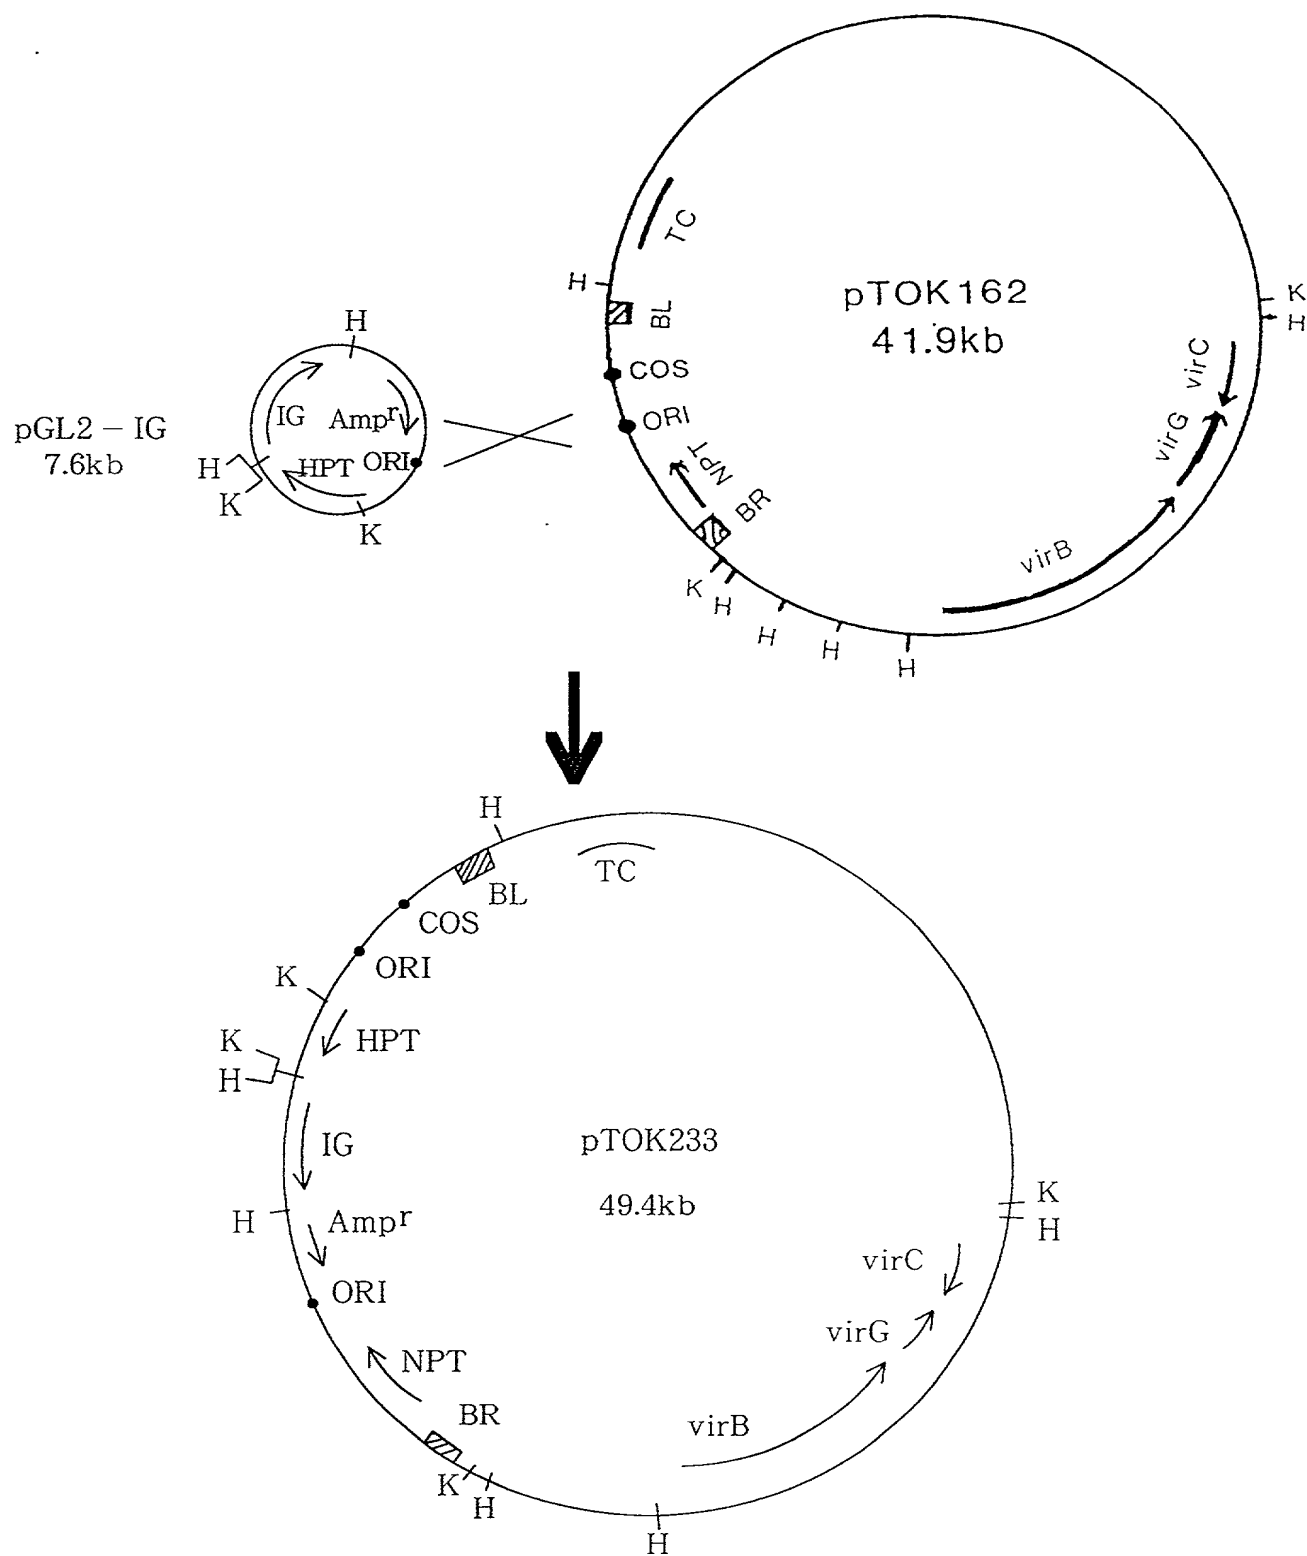 TC
H
BL
pTOK162
41.9kb
K
H
COS
ORI
virC
virG
NPT
BR
virB
K
H
H
H
H
H
IG
Ampr
pGL2 – IG
7.6kb
H
K
HPT
ORI
K
H
TC
BL
COS
ORI
K
HPT
K
H
IG
pTOK233
49.4kb
K
H
H
Ampr
virC
ORI
virG
NPT
BR
virB
K
H
H